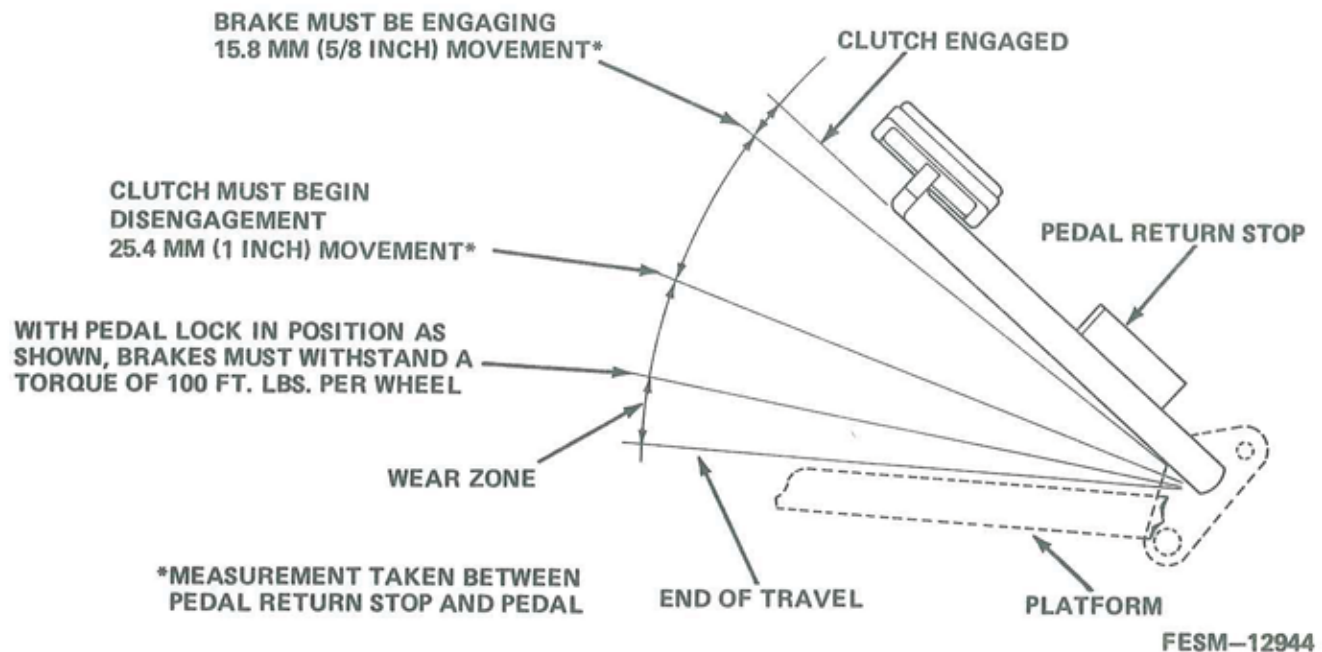 BRAKE MUST BE ENGAGING
15.8 MM (5/8 INCH) MOVEMENT*
CLUTCH ENGAGED
CLUTCH MUST BEGIN
DISENGAGEMENT
25.4 MM (1 INCH) MOVEMENT*
PEDAL RETURN STOP
WITH PEDAL LOCK IN POSITION AS
SHOWN, BRAKES MUST WITHSTAND A
TORQUE OF 100 FT. LBS. PER WHEEL
WEAR ZONE
*MEASUREMENT TAKEN BETWEEN
PEDAL RETURN STOP AND PEDAL
END OF TRAVEL
PLATFORM
FESM–12944